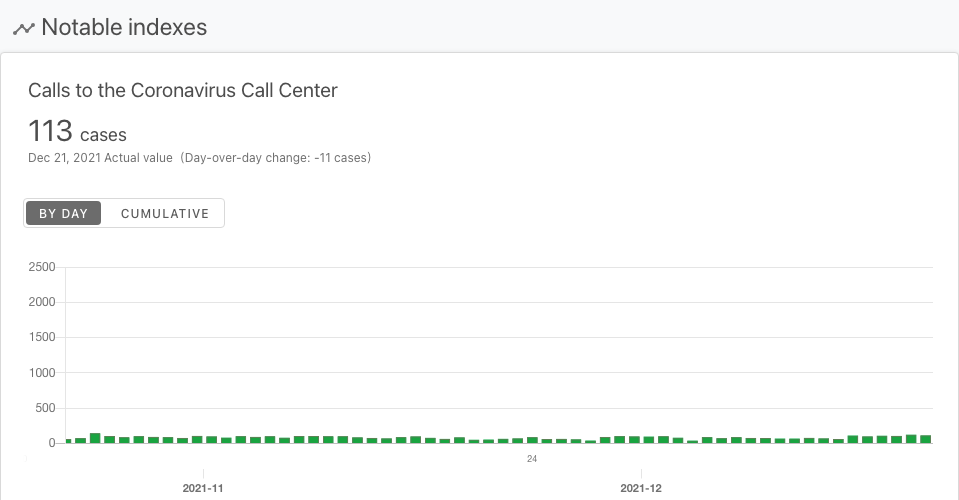 Notable indexes
Calls to the Coronavirus Call Center
113 cases
Dec 21, 2021 Actual value (Day-over-day change: -11 cases)
BY DAY CUMULATIVE
2500
2000
1500
1000
500
0
24
2021-11 2021-12